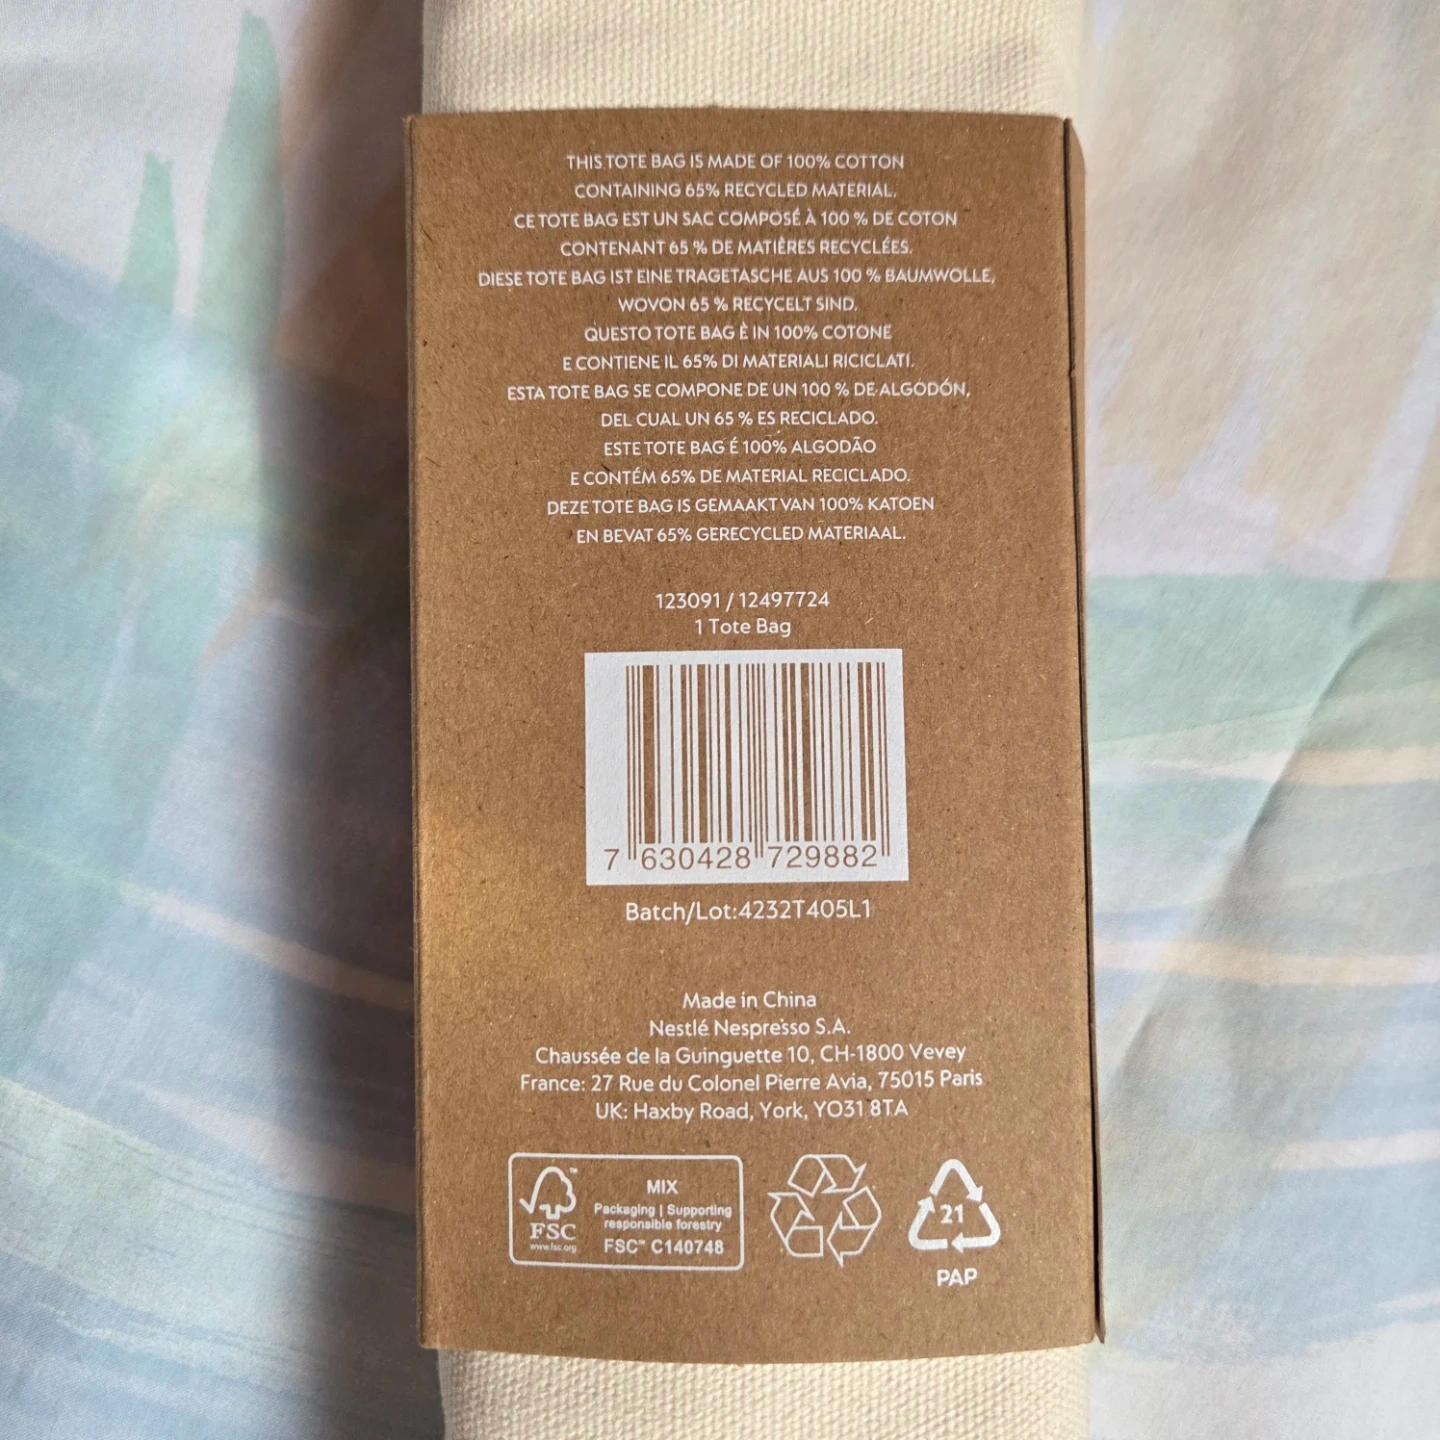 THIS TOTE BAG IS MADE OF 100% COTTON
CONTAINING 65% RECYCLED MATERIAL.
CE TOTE BAG EST UN SAC COMPOSÉ À 100 % DE COTON
CONTENANT 65 % DE MATIÈRES RECYCLÉES.
DIESE TOTE BAG IST EINE TRAGETASCHE AUS 100 % BAUMWOLLE,
WOVON 65 % RECYCELT SIND.
QUESTO TOTE BAG È IN 100% COTONE
E CONTIENE IL 65% DI MATERIALI RICICLATI.
ESTA TOTE BAG SE COMPONE DE UN 100 % DE ALGODÓN,
DEL CUAL UN 65 % ES RECICLADO.
ESTE TOTE BAG É 100% ALGODÃO
E CONTÉM 65% DE MATERIAL RECICLADO.
DEZE TOTE BAG IS GEMAAKT VAN 100% KATOEN
EN BEVAT 65% GERECYCLED MATERIAAL.
123091 / 12497724
1 Tote Bag
7 630428 729882
Batch/Lot:4232T405L1
Made in China
Nestlé Nespresso S.A.
Chaussée de la Guinguette 10, CH-1800 Vevey
France: 27 Rue du Colonel Pierre Avia, 75015 Paris
UK: Haxby Road, York, YO31 8TA
FSC
www.fsc.org
MIX
Packaging | Supporting
responsible forestry
FSC™ C140748
21
PAP